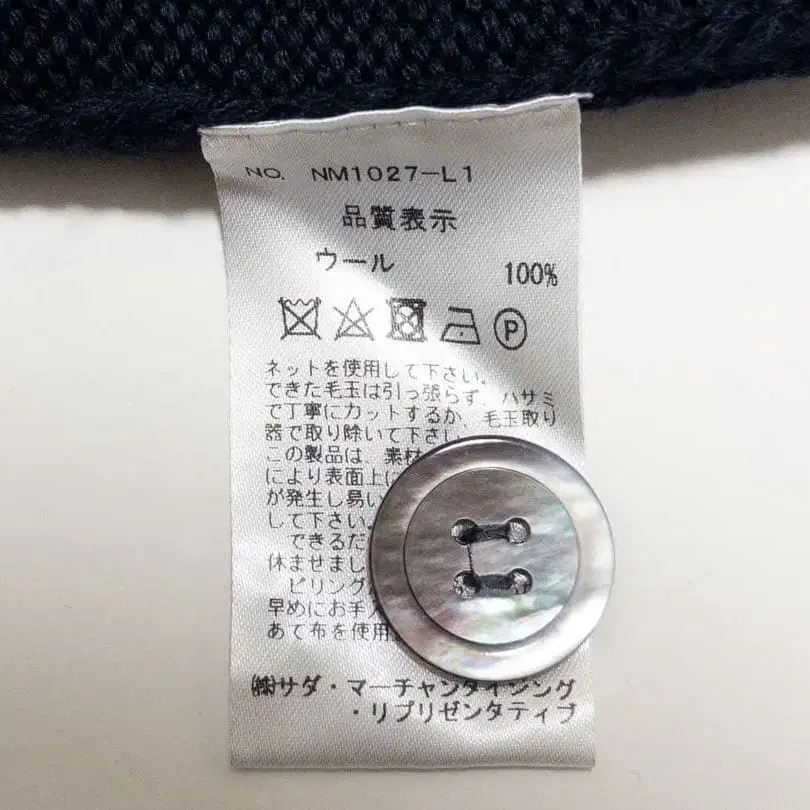 NO. NM1027-L1
品質表示
ウール 100%
P
ネットを使用して下さい。
できた毛玉は引っ張らず、ハサミ
で丁寧にカットするか、毛玉取り
器で取り除いて下さい
この製品は、素材
により表面上に
が発生し易い
して下さい。
できるだ
休ませまし
ピリング
早めにお手入
あて布を使用
㈱サダ・マーチャンダイジング
・リプリゼンタティブ